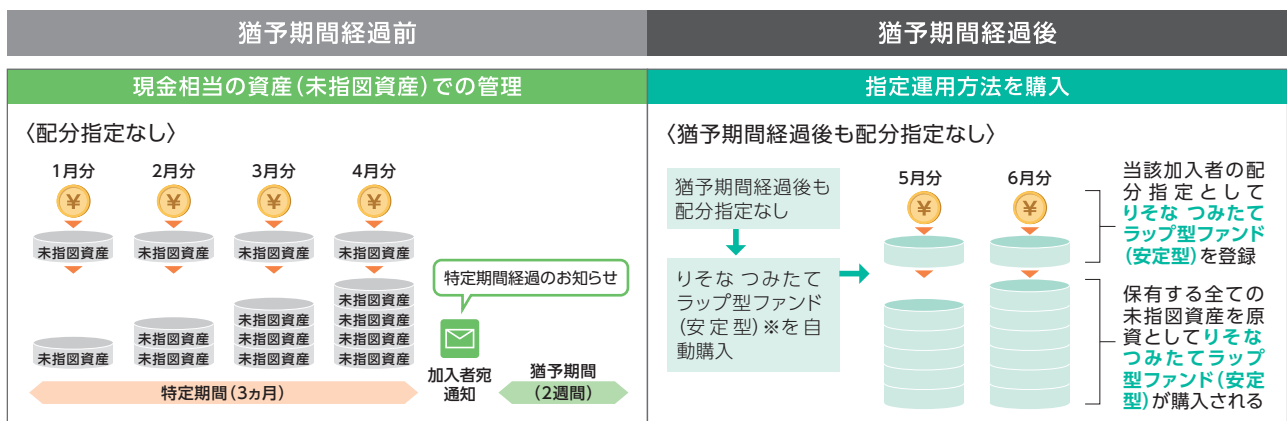 猶予期間経過前
猶予期間経過後
現金相当の資産(未指図資産)での管理
〈配分指定なし〉
1月分
2月分
3月分
4月分
¥
¥
¥
¥
未指図資産
未指図資産
未指図資産
未指図資産
未指図資産
未指図資産
未指図資産
未指図資産
未指図資産
未指図資産
未指図資産
未指図資産
未指図資産
未指図資産
特定期間経過のお知らせ
加入者宛
通知
特定期間(3ヵ月)
猶予期間
(2週間)
指定運用方法を購入
〈猶予期間経過後も配分指定なし〉
猶予期間経過後も
配分指定なし
りそな つみたて
ラップ型ファンド
(安定型)※を自
動購入
5月分
6月分
¥
¥
当該加入者の配
分指定として
りそな つみたて
ラップ型ファンド
(安定型)を登録
保有する全ての
未指図資産を原
資としてりそな
つみたてラップ
型ファンド(安定
型)が購入される